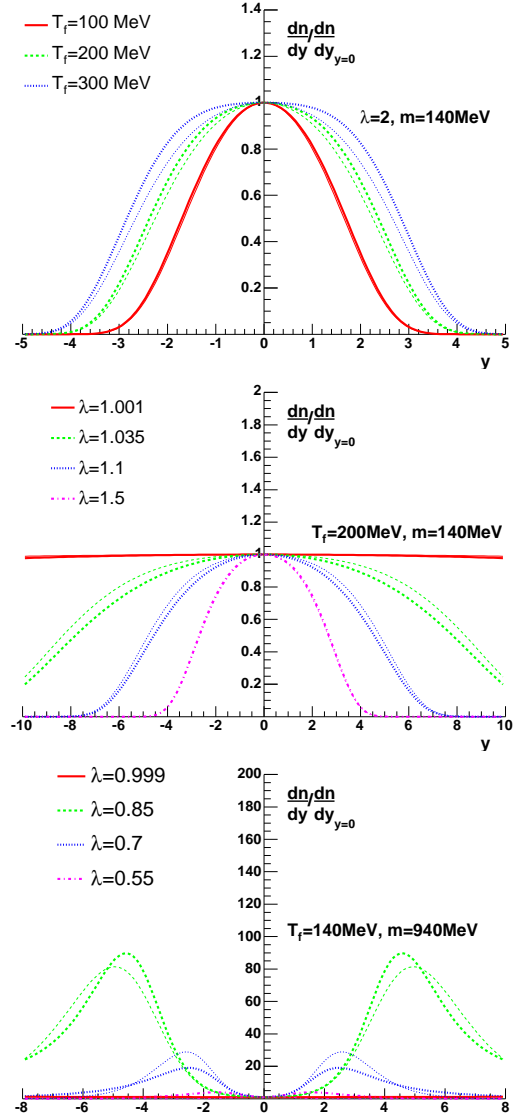 T_f=100 MeV
T_f=200 MeV
T_f=300 MeV
dn/dn
dy dy_y=0
λ=2, m=140MeV
1.4
1.2
1
0.8
0.6
0.4
0.2
-5 -4 -3 -2 -1 0 1 2 3 4 5
y
λ=1.001
λ=1.035
λ=1.1
λ=1.5
dn/dn
dy dy_y=0
T_f=200MeV, m=140MeV
2
1.8
1.6
1.4
1.2
1
0.8
0.6
0.4
0.2
-10 -8 -6 -4 -2 0 2 4 6 8 10
y
λ=0.999
λ=0.85
λ=0.7
λ=0.55
dn/dn
dy dy_y=0
T_f=140MeV, m=940MeV
200
180
160
140
120
100
80
60
40
20
-8 -6 -4 -2 0 2 4 6 8